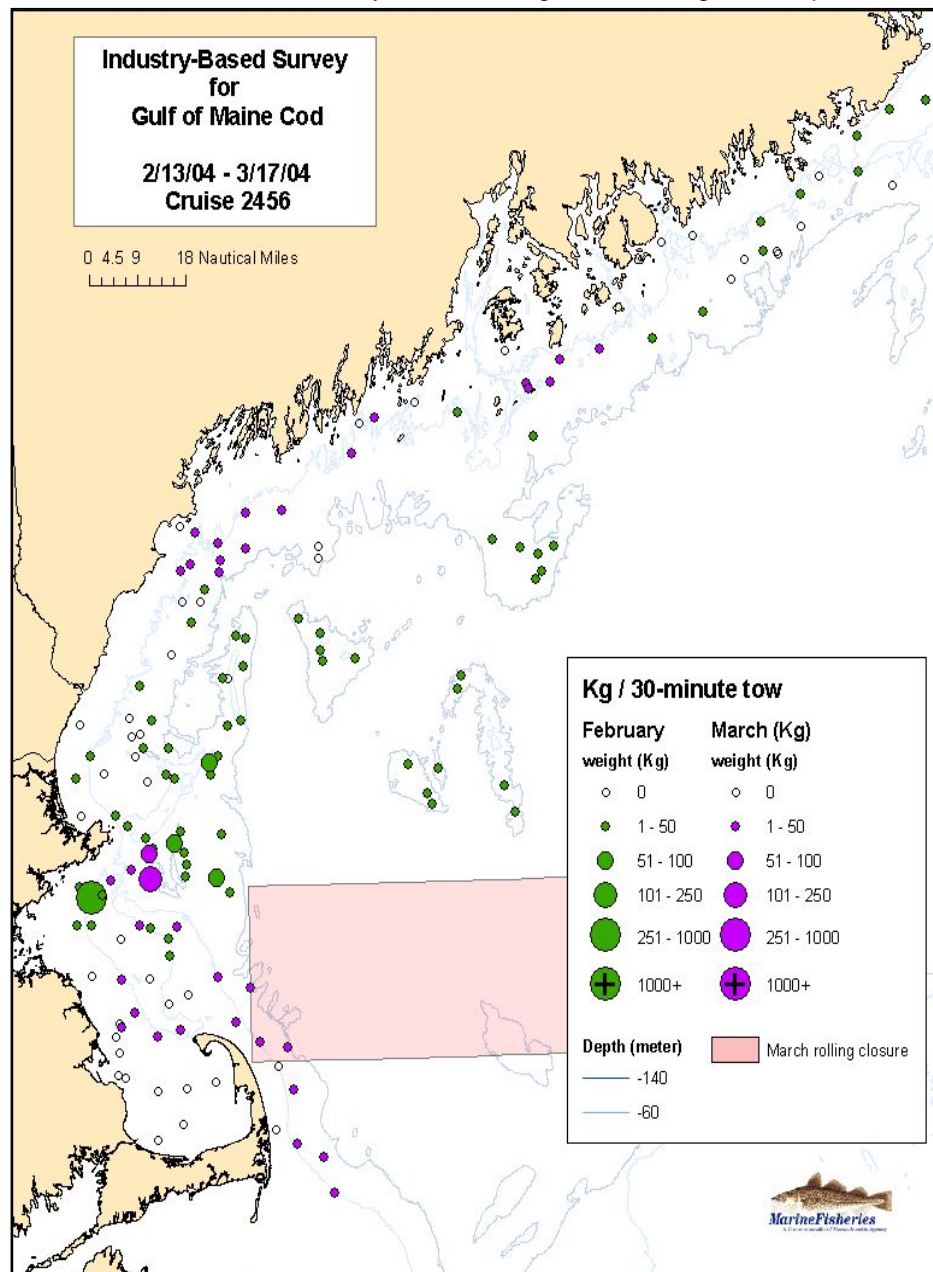 Industry-Based Survey
for
Gulf of Maine Cod
2/13/04 - 3/17/04
Cruise 2456
0 4.5 9 18 Nautical Miles
Kg / 30-minute tow
February March (Kg)
weight (Kg) weight (Kg)
0 0
1 - 50 1 - 50
51 - 100 51 - 100
101 - 250 101 - 250
251 - 1000 251 - 1000
1000+ 1000+
Depth (meter) March rolling closure
-140
-60
MarineFisheries